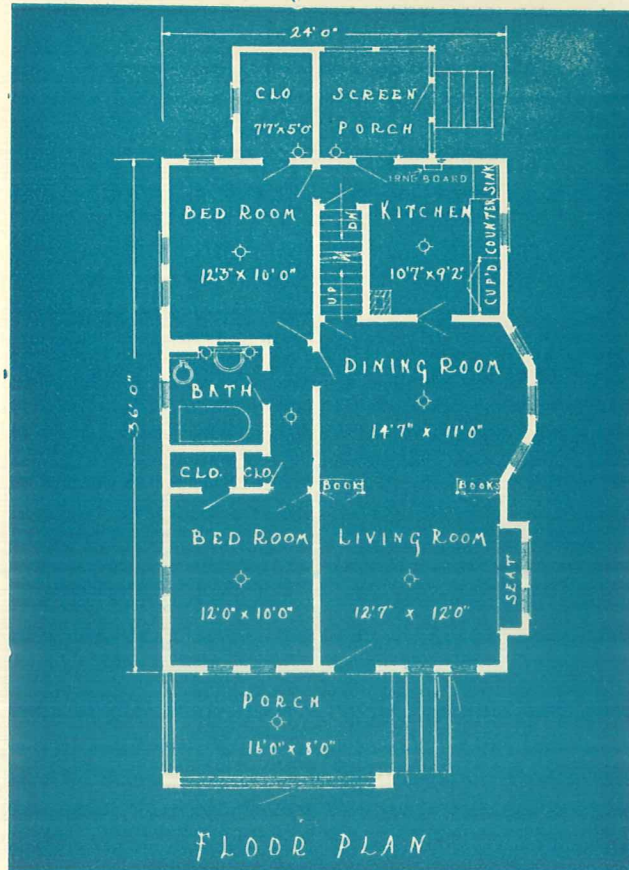 24'0"
CLO
7'7"x5'0"
SCREEN
PORCH
IRNG BOARD
SINK
COUNTER
CUP'D
BED ROOM
12'3" x 10'0"
DN
UP
KITCHEN
10'7"x9'2"
36'0"
BATH
DINING ROOM
14'7" x 11'0"
CLO.
CLO.
BOOKS
BOOKS
BED ROOM
12'0" x 10'0"
LIVING ROOM
12'7" x 12'0"
SEAT
PORCH
16'0" x 8'0"
FLOOR PLAN